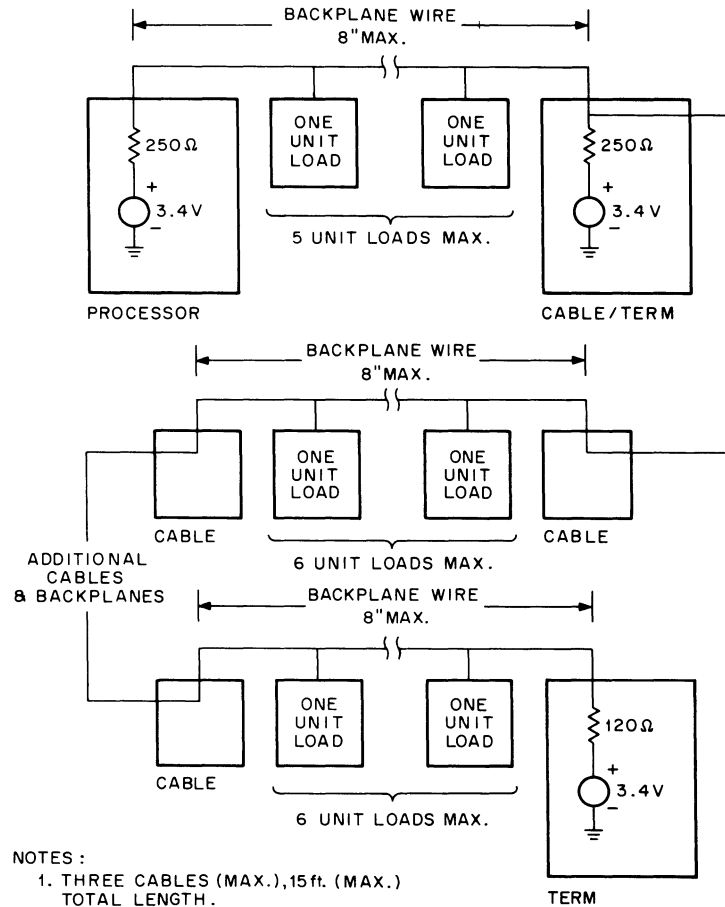 BACKPLANE WIRE
8"MAX.
250Ω
+
3.4V
-
PROCESSOR
ONE
UNIT
LOAD
ONE
UNIT
LOAD
5 UNIT LOADS MAX.
250Ω
+
3.4V
-
CABLE/TERM
BACKPLANE WIRE
8"MAX.
CABLE
ONE
UNIT
LOAD
ONE
UNIT
LOAD
6 UNIT LOADS MAX.
CABLE
ADDITIONAL
CABLES
& BACKPLANES
BACKPLANE WIRE
8"MAX.
CABLE
ONE
UNIT
LOAD
ONE
UNIT
LOAD
6 UNIT LOADS MAX.
120Ω
+
3.4V
-
TERM
NOTES:
1. THREE CABLES (MAX.), 15ft. (MAX.)
TOTAL LENGTH.